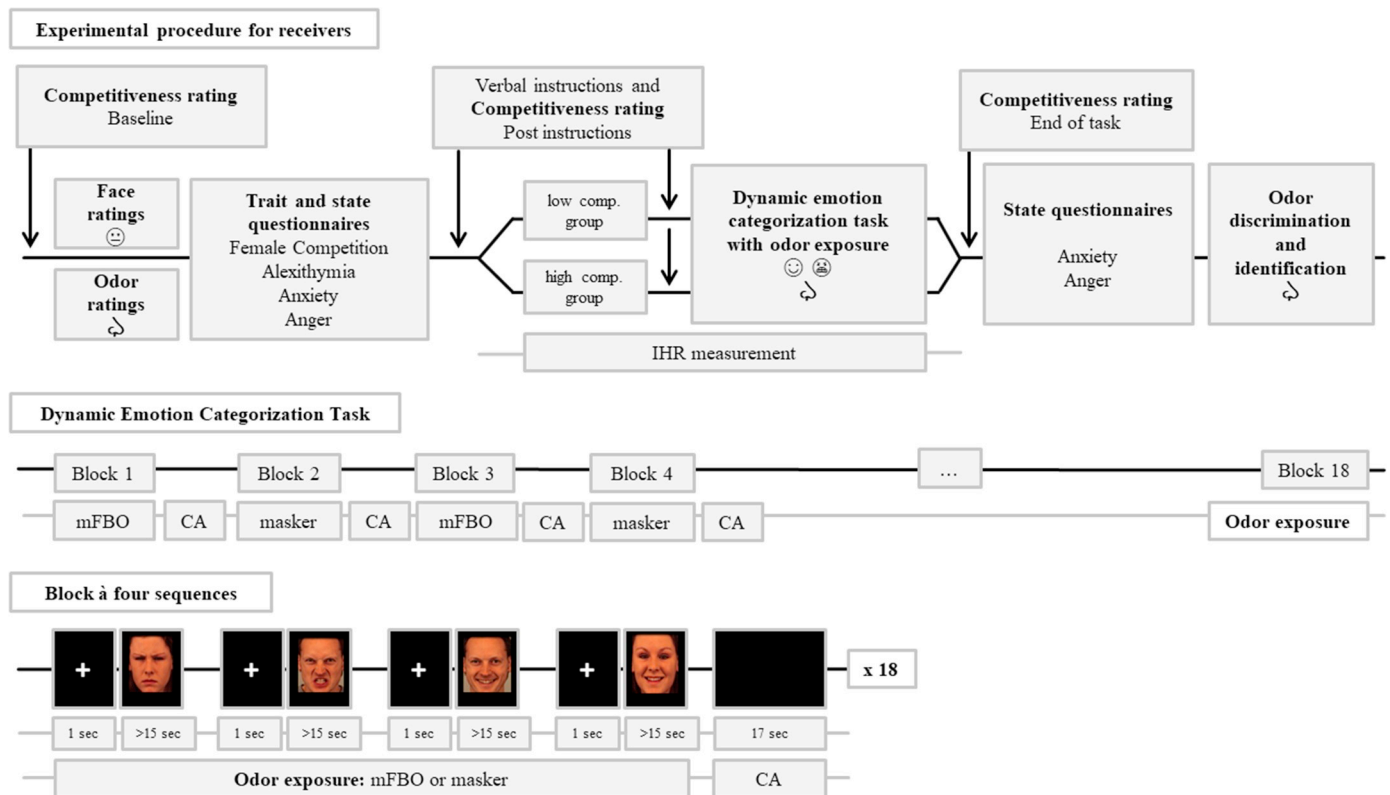 Experimental procedure for receivers
Competitiveness rating
Baseline
Verbal instructions and
Competitiveness rating
Post instructions
Competitiveness rating
End of task
Face
ratings
Odor
ratings
Trait and state
questionnaires
Female Competition
Alexithymia
Anxiety
Anger
low comp.
group
high comp.
group
Dynamic emotion
categorization task
with odor exposure
State questionnaires
Anxiety
Anger
Odor
discrimination
and
identification
IHR measurement
Dynamic Emotion Categorization Task
Block 1
Block 2
Block 3
Block 4
…
Block 18
mFBO
CA
masker
CA
mFBO
CA
masker
CA
Odor exposure
Block à four sequences
x 18
1 sec
>15 sec
1 sec
>15 sec
1 sec
>15 sec
1 sec
>15 sec
17 sec
Odor exposure: mFBO or masker
CA